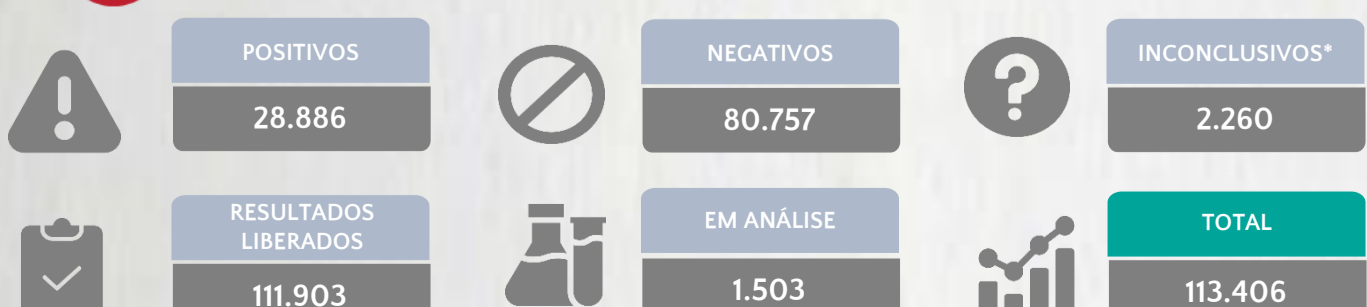 POSITIVOS
28.886
NEGATIVOS
80.757
INCONCLUSIVOS*
2.260
RESULTADOS
LIBERADOS
111.903
EM ANÁLISE
1.503
TOTAL
113.406